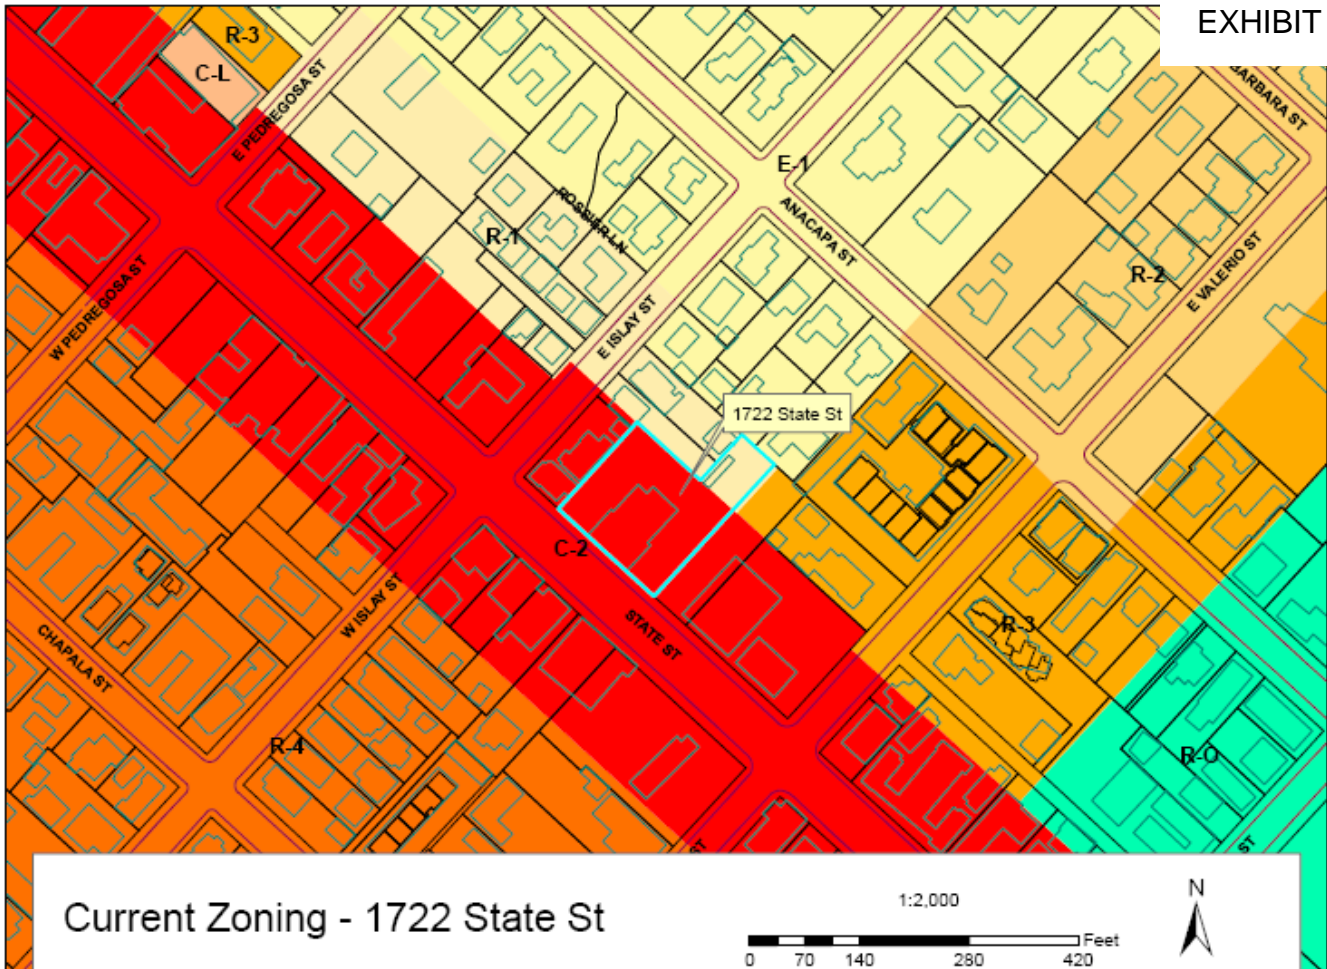 EXHIBIT
R-3
C-L
BARBARA ST
E PEDREGOSA ST
E-1
ROSSIER LN
ANACAPA ST
R-1
R-2
E VALERIO ST
W PEDREGOSA ST
E ISLAY ST
1722 State St
C-2
W ISLAY ST
STATE ST
R-3
CHAPALA ST
R-4
R-O
ST
ST
Current Zoning - 1722 State St
1:2,000
N
Feet
0 70 140 280 420